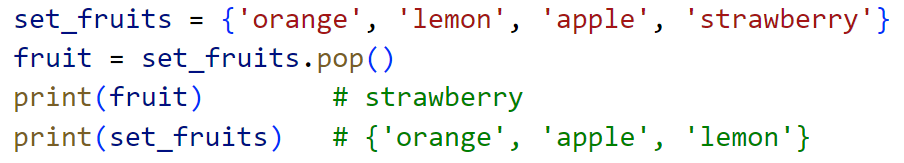 set_fruits = {'orange', 'lemon', 'apple', 'strawberry'}
fruit = set_fruits.pop()
print(fruit)        # strawberry
print(set_fruits)   # {'orange', 'apple', 'lemon'}